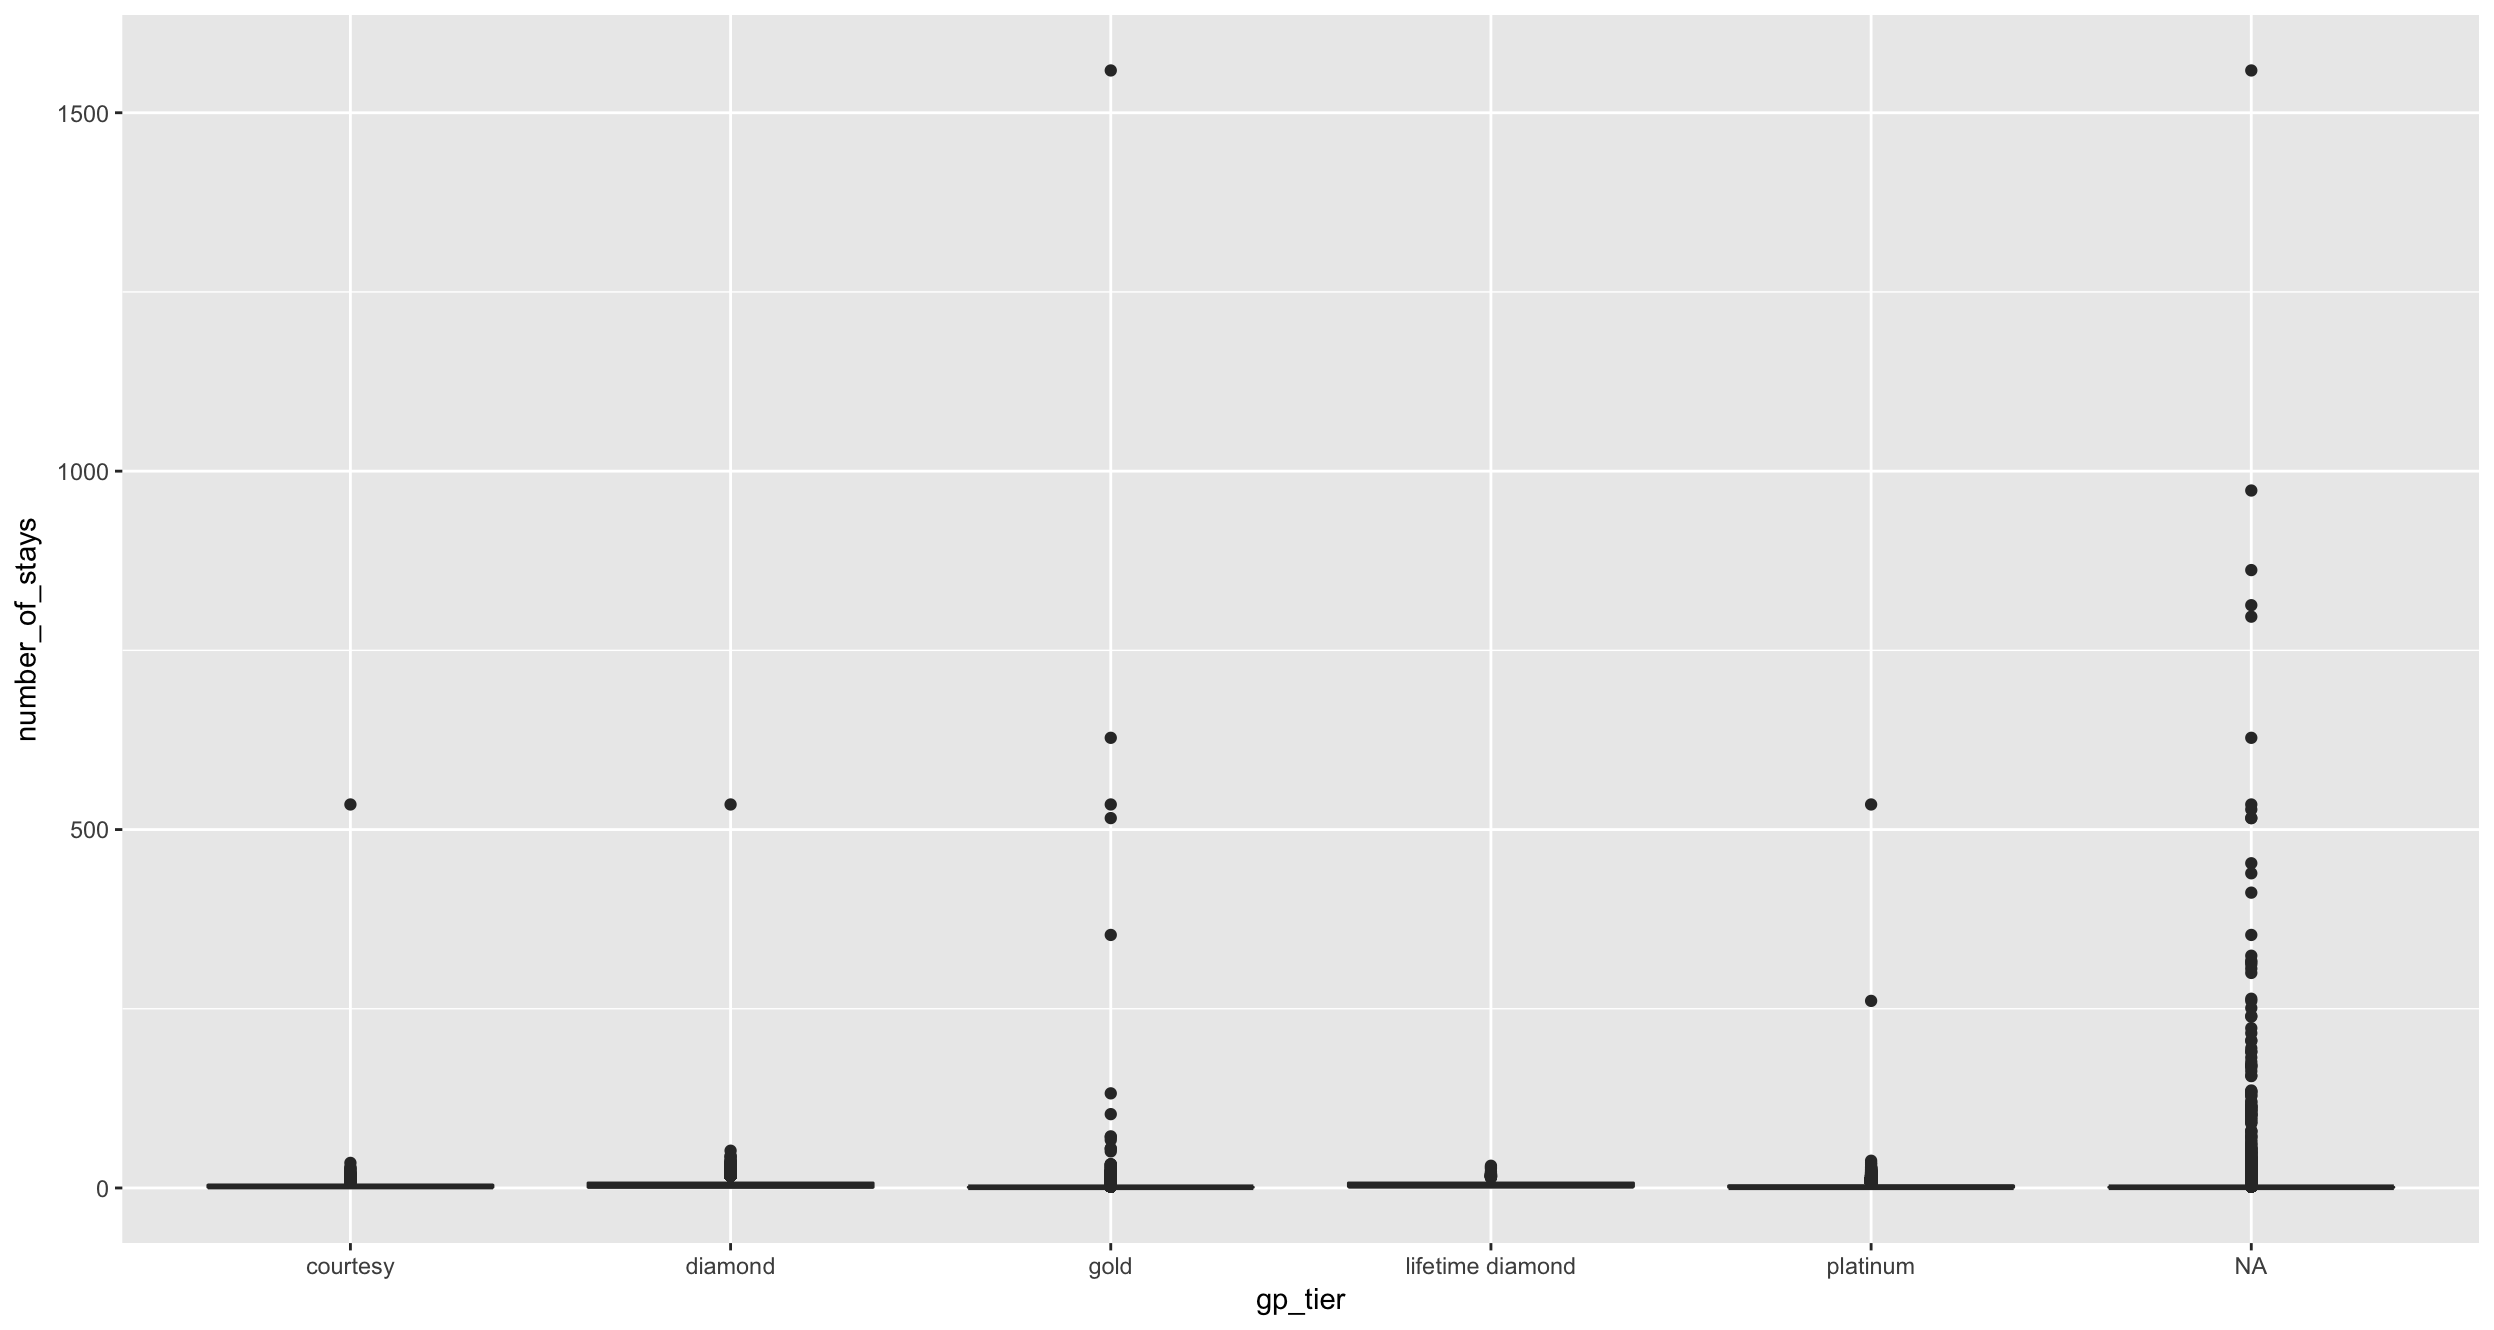 1500
1000
500
0
number_of_stays
courtesy diamond gold lifetime diamond platinum NA
gp_tier